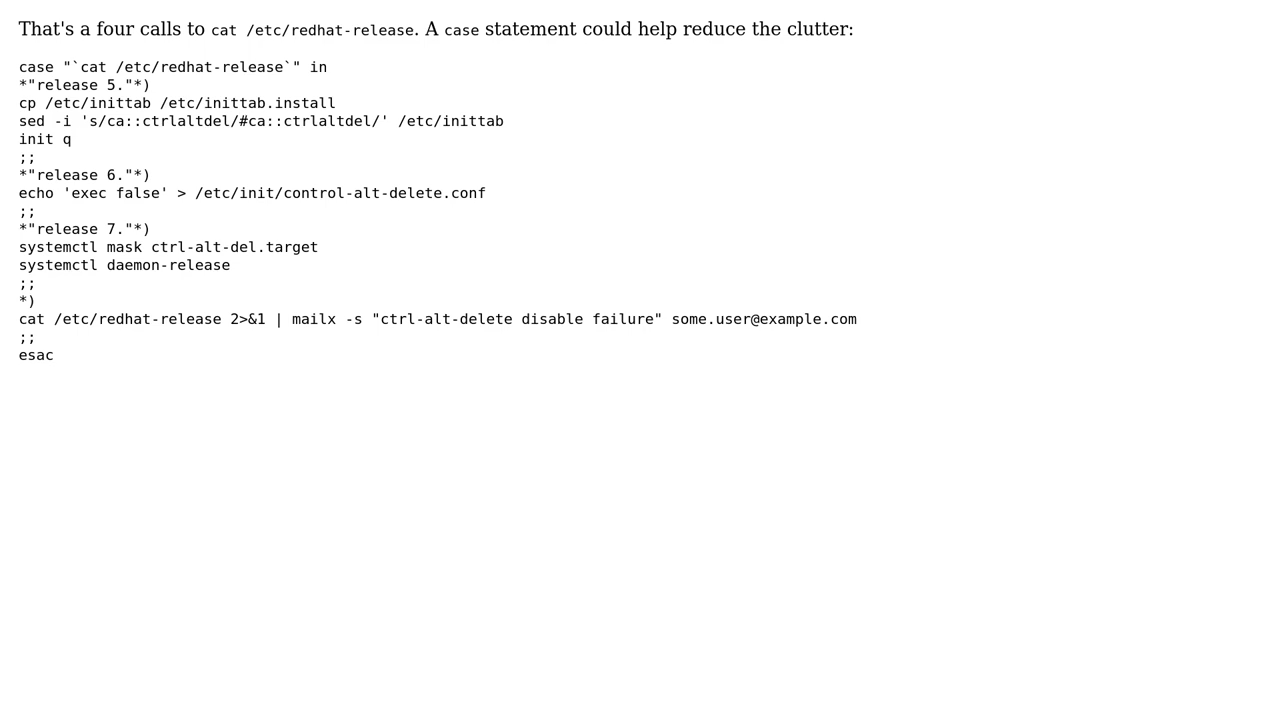 That's a four calls to cat /etc/redhat-release. A case statement could help reduce the clutter:
case "`cat /etc/redhat-release`" in
*"release 5."*)
cp /etc/inittab /etc/inittab.install
sed -i 's/ca::ctrlaltdel/#ca::ctrlaltdel/' /etc/inittab
init q
;;
*"release 6."*)
echo 'exec false' > /etc/init/control-alt-delete.conf
;;
*"release 7."*)
systemctl mask ctrl-alt-del.target
systemctl daemon-release
;;
*)
cat /etc/redhat-release 2>&1 | mailx -s "ctrl-alt-delete disable failure" some.user@example.com
;;
esac